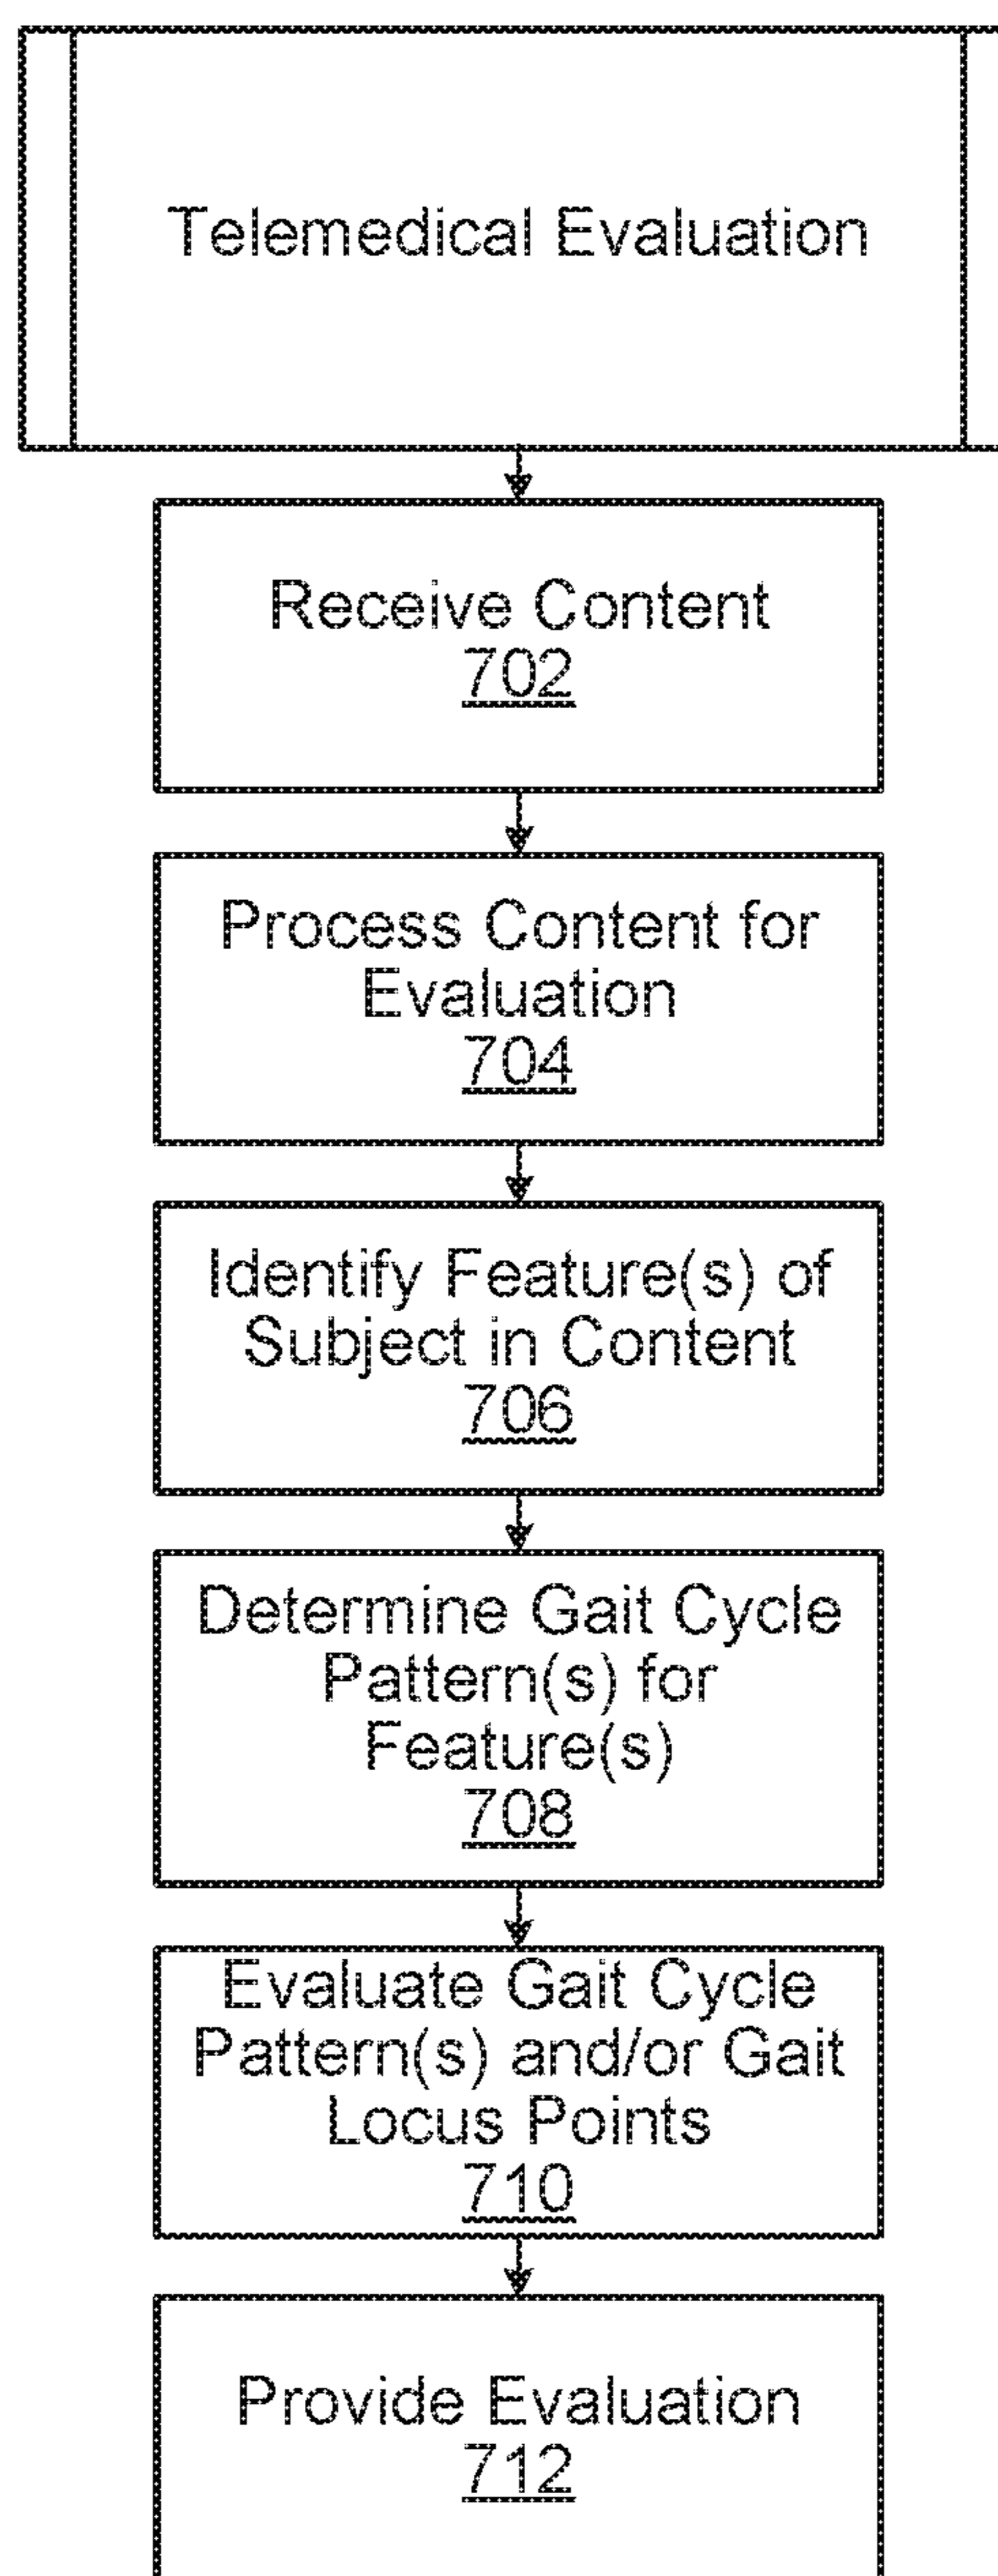 Telemedical Evaluation
Receive Content
702
Process Content for
Evaluation
704
Identify Feature(s) of
Subject in Content
706
Determine Gait Cycle
Pattern(s) for
Feature(s)
708
Evaluate Gait Cycle
Pattern(s) and/or Gait
Locus Points
710
Provide Evaluation
712